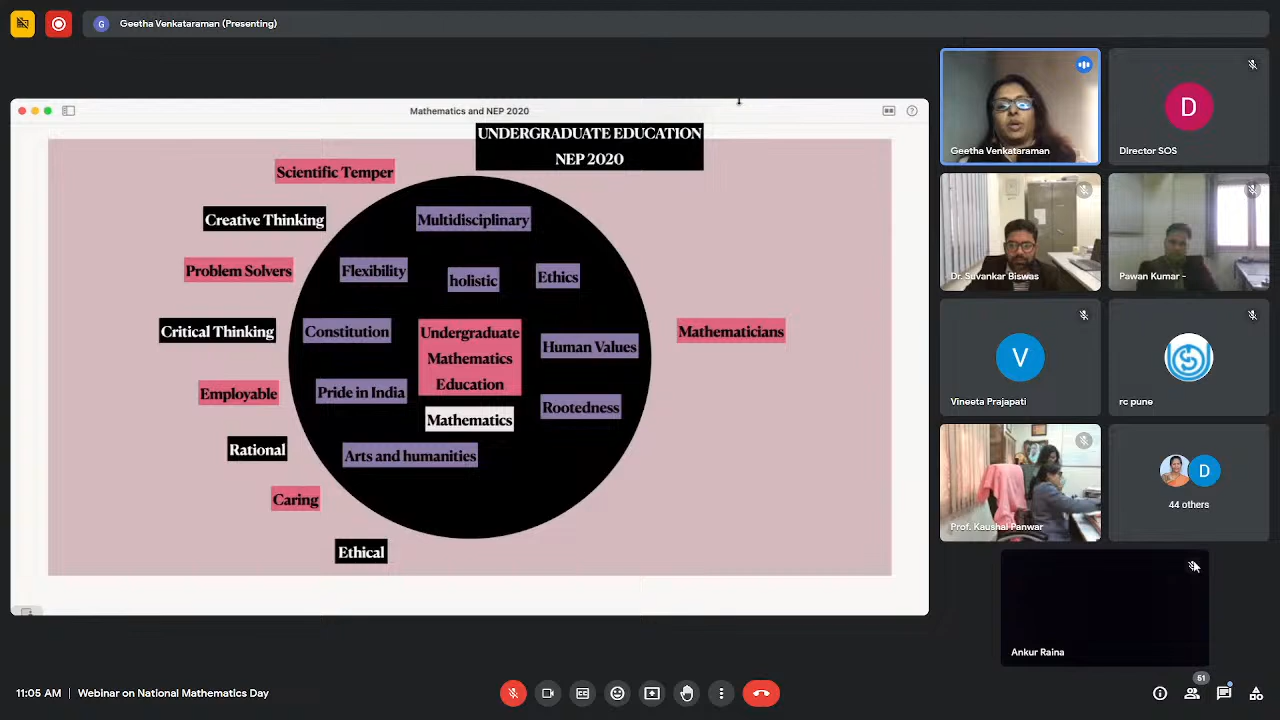 G Geetha Venkataraman (Presenting)
Mathematics and NEP 2020
UNDERGRADUATE EDUCATION
NEP 2020
Scientific Temper
Creative Thinking
Multidisciplinary
Problem Solvers
Flexibility
holistic
Ethics
Critical Thinking
Constitution
Undergraduate
Mathematics
Education
Human Values
Mathematicians
Employable
Pride in India
Mathematics
Rootedness
Rational
Arts and humanities
Caring
Ethical
Geetha Venkataraman
D
Director SOS
Dr. Suvankar Biswas
Pawan Kumar -
V
Vineeta Prajapati
rc pune
Prof. Kaushal Panwar
D
44 others
Ankur Raina
11:05 AM | Webinar on National Mathematics Day
61